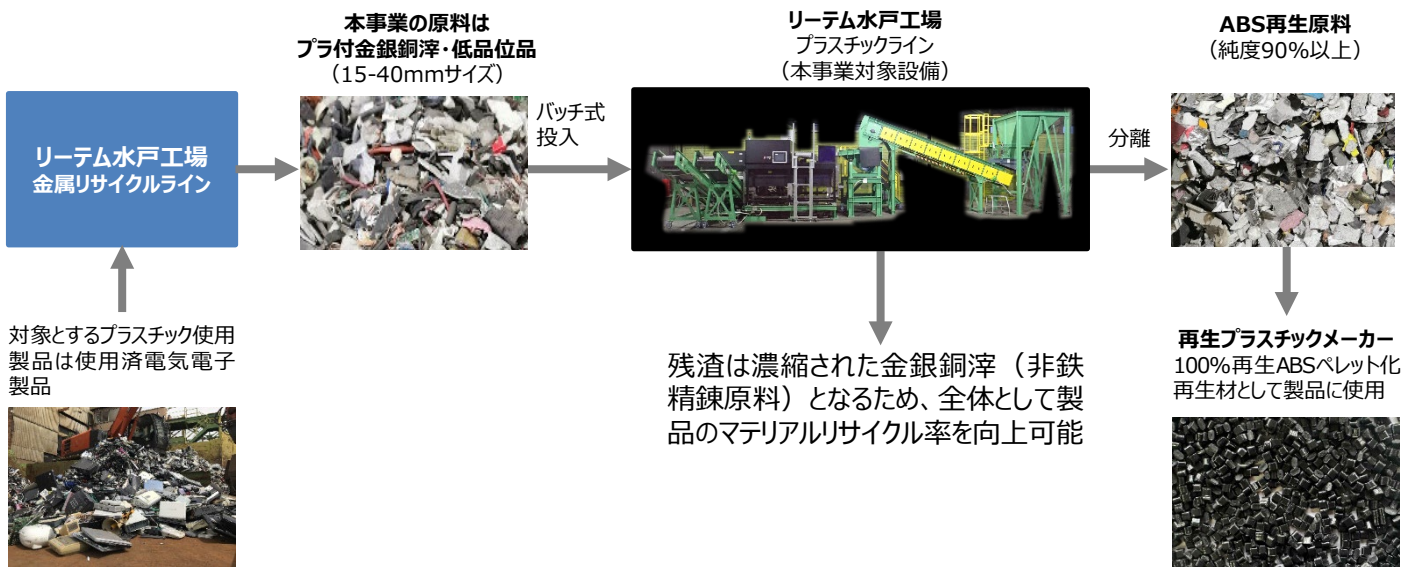 本事業の原料は
プラ付金銀銅滓・低品位品
（15-40mmサイズ）
リーテム水戸工場
プラスチックライン
（本事業対象設備）
ABS再生原料
（純度90%以上）
リーテム水戸工場
金属リサイクルライン
バッチ式
投入
分離
対象とするプラスチック使用
製品は使用済電気電子
製品
残渣は濃縮された金銀銅滓（非鉄
精錬原料）となるため、全体として製
品のマテリアルリサイクル率を向上可能
再生プラスチックメーカー
100%再生ABSペレット化
再生材として製品に使用